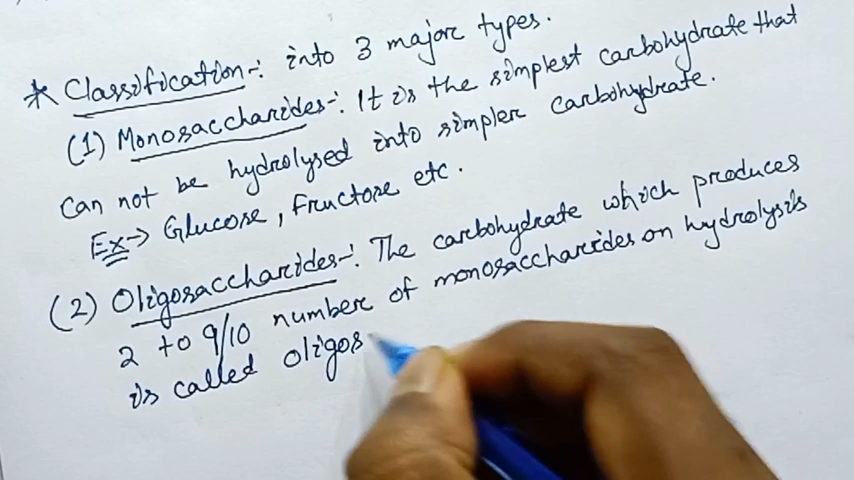 * Classification-: into 3 major types.
(1) Monosaccharides-: It is the simplest carbohydrate that
can not be hydrolysed into simpler carbohydrate.
Ex-> Glucose, Fructose etc.
(2) Oligosaccharides-: The carbohydrate which produces
2 to 9/10 number of monosaccharides on hydrolysis
is called oligos